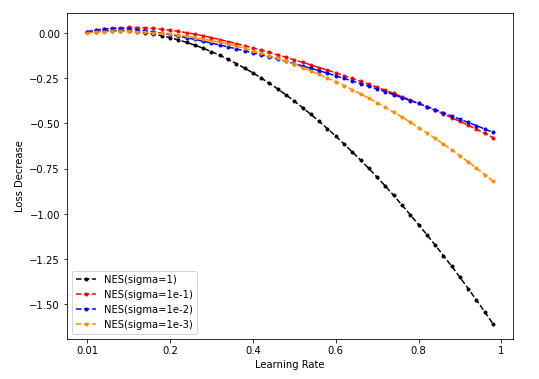 0.00
−0.25
−0.50
−0.75
−1.00
−1.25
−1.50
Loss Decrease
NES(sigma=1)
NES(sigma=1e-1)
NES(sigma=1e-2)
NES(sigma=1e-3)
0.01 0.2 0.4 0.6 0.8 1
Learning Rate